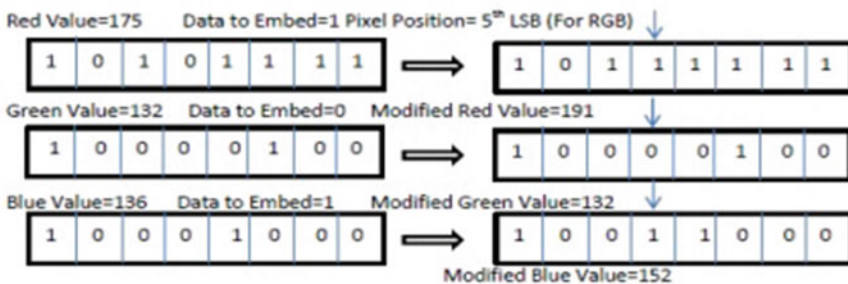 Red Value=175 Data to Embed=1 Pixel Position= 5th LSB (For RGB)
1 0 1 0 1 1 1 1 1 0 1 1 1 1 1 1
Green Value=132 Data to Embed=0 Modified Red Value=191
1 0 0 0 0 1 0 0 1 0 0 0 0 1 0 0
Blue Value=136 Data to Embed=1 Modified Green Value=132
1 0 0 0 1 0 0 0 1 0 0 1 1 0 0 0
Modified Blue Value=152